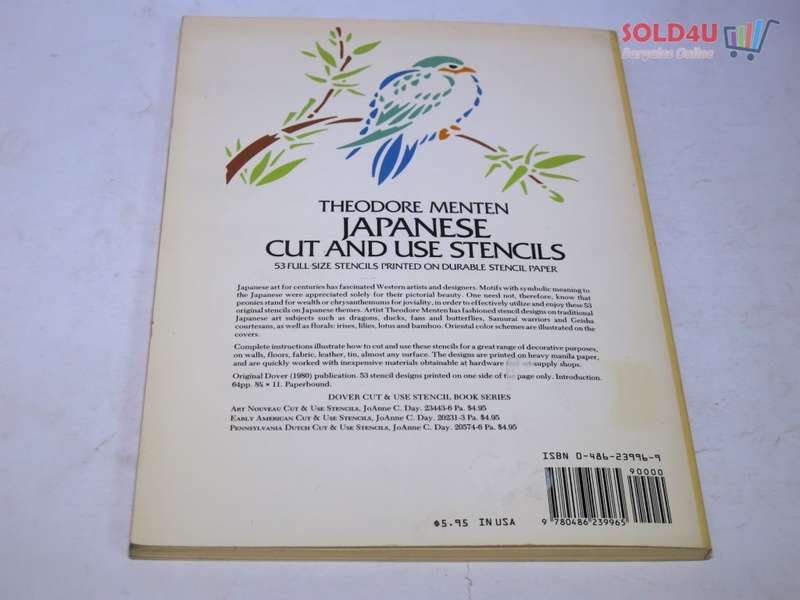 SOLD4U
Bargains Online
THEODORE MENTEN
JAPANESE
CUT AND USE STENCILS
53 FULL-SIZE STENCILS PRINTED ON DURABLE STENCIL PAPER
Japanese art for centuries has fascinated Western artists and designers. Motifs with symbolic meaning to
the Japanese were appreciated solely for their pictorial beauty. One need not, therefore, know that
peonies stand for wealth or chrysanthemums for joviality, in order to effectively utilize and enjoy these 53
original stencils on Japanese themes. Artist Theodore Menten has fashioned stencil designs on traditional
Japanese art subjects such as dragons, ducks, fans and butterflies, Samurai warriors and Geisha
courtesans, as well as florals: irises, lilies, lotus and bamboo. Oriental color schemes are illustrated on the
covers.
Complete instructions illustrate how to cut and use these stencils for a great range of decorative purposes,
on walls, floors, fabric, leather, tin, almost any surface. The designs are printed on heavy manila paper,
and are quickly worked with inexpensive materials obtainable at hardware supply shops.
Original Dover (1980) publication. 53 stencil designs printed on one side of the page only. Introduction.
64pp. 8¼ × 11. Paperbound.
DOVER CUT & USE STENCIL BOOK SERIES
ART NOUVEAU CUT & USE STENCILS, JoAnne C. Day. 23443-6 Pa. $4.95
EARLY AMERICAN CUT & USE STENCILS, JoAnne C. Day. 20231-3 Pa. $4.95
PENNSYLVANIA DUTCH CUT & USE STENCILS, JoAnne C. Day. 20574-6 Pa. $4.95
ISBN 0-486-23996-9
90000
$5.95 IN USA
9 780486 239965